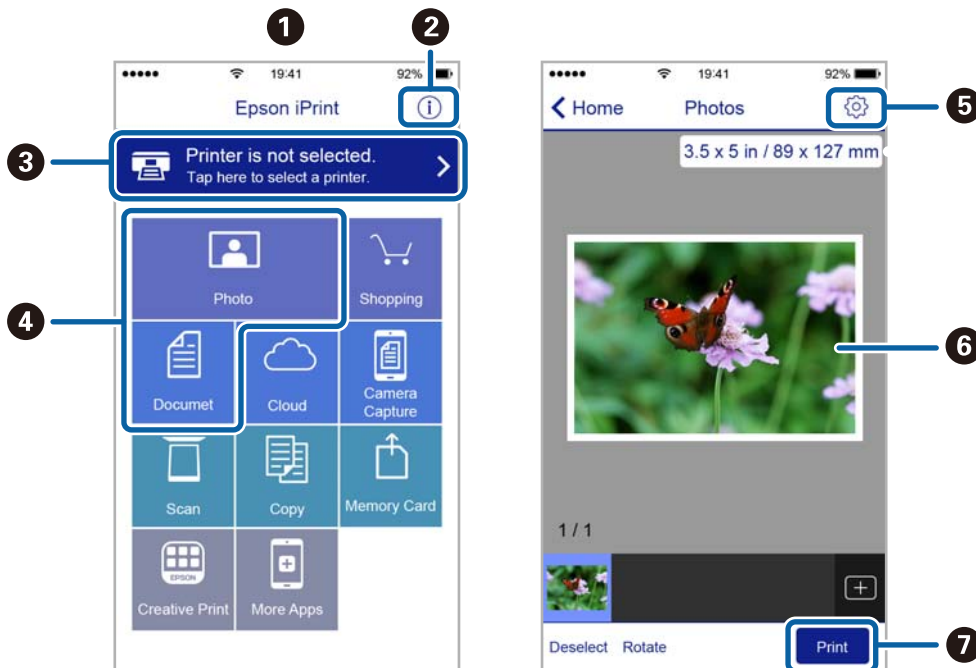 1
2
19:41
92%
Epson iPrint
3
Printer is not selected.
Tap here to select a printer.
4
Photo
Shopping
Documet
Cloud
Camera
Capture
Scan
Copy
Memory Card
EPSON
Creative Print
More Apps
19:41
92%
Home
Photos
5
3.5 x 5 in / 89 x 127 mm
6
1 / 1
Deselect
Rotate
Print
7